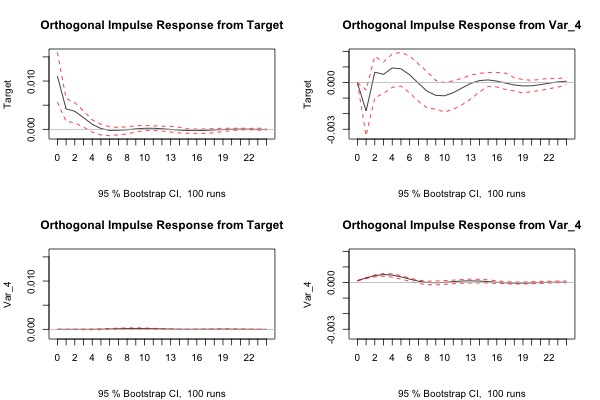 Orthogonal Impulse Response from Target
Target
0.000
0.010
0 2 4 6 8 10 13 16 19 22
95 % Bootstrap CI, 100 runs
Orthogonal Impulse Response from Var_4
Target
-0.003
0.000
0 2 4 6 8 10 13 16 19 22
95 % Bootstrap CI, 100 runs
Orthogonal Impulse Response from Target
Var_4
0.000
0.010
0 2 4 6 8 10 13 16 19 22
95 % Bootstrap CI, 100 runs
Orthogonal Impulse Response from Var_4
Var_4
-0.003
0.000
0 2 4 6 8 10 13 16 19 22
95 % Bootstrap CI, 100 runs